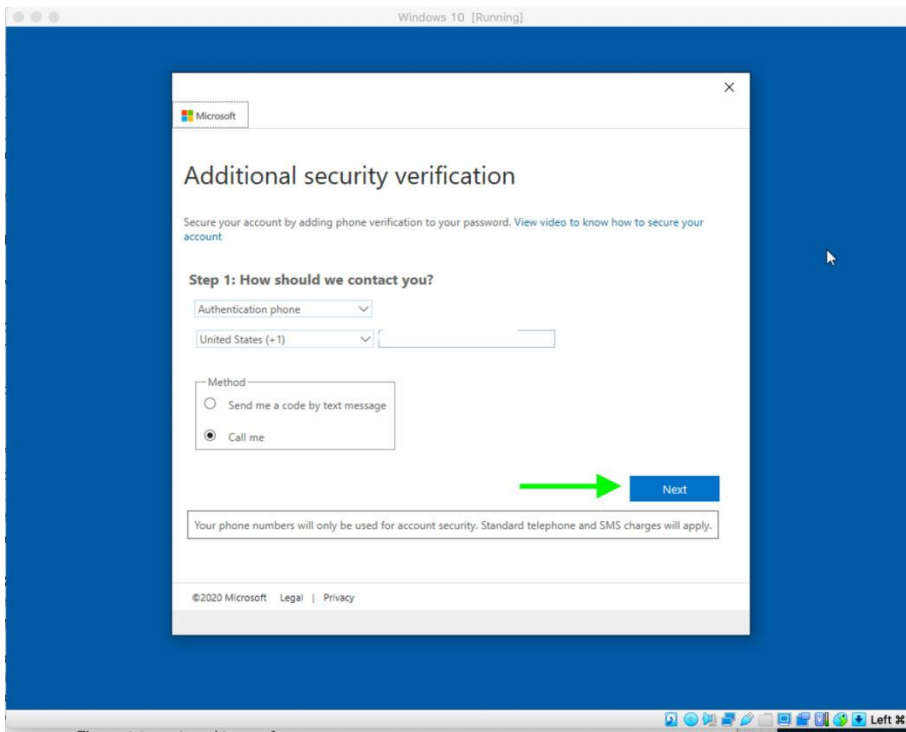 Windows 10 [Running]
Microsoft
Additional security verification
Secure your account by adding phone verification to your password. View video to know how to secure your
account
Step 1: How should we contact you?
Authentication phone
United States (+1)
Method
Send me a code by text message
Call me
Next
Your phone numbers will only be used for account security. Standard telephone and SMS charges will apply.
©2020 Microsoft Legal | Privacy
Left ⌘